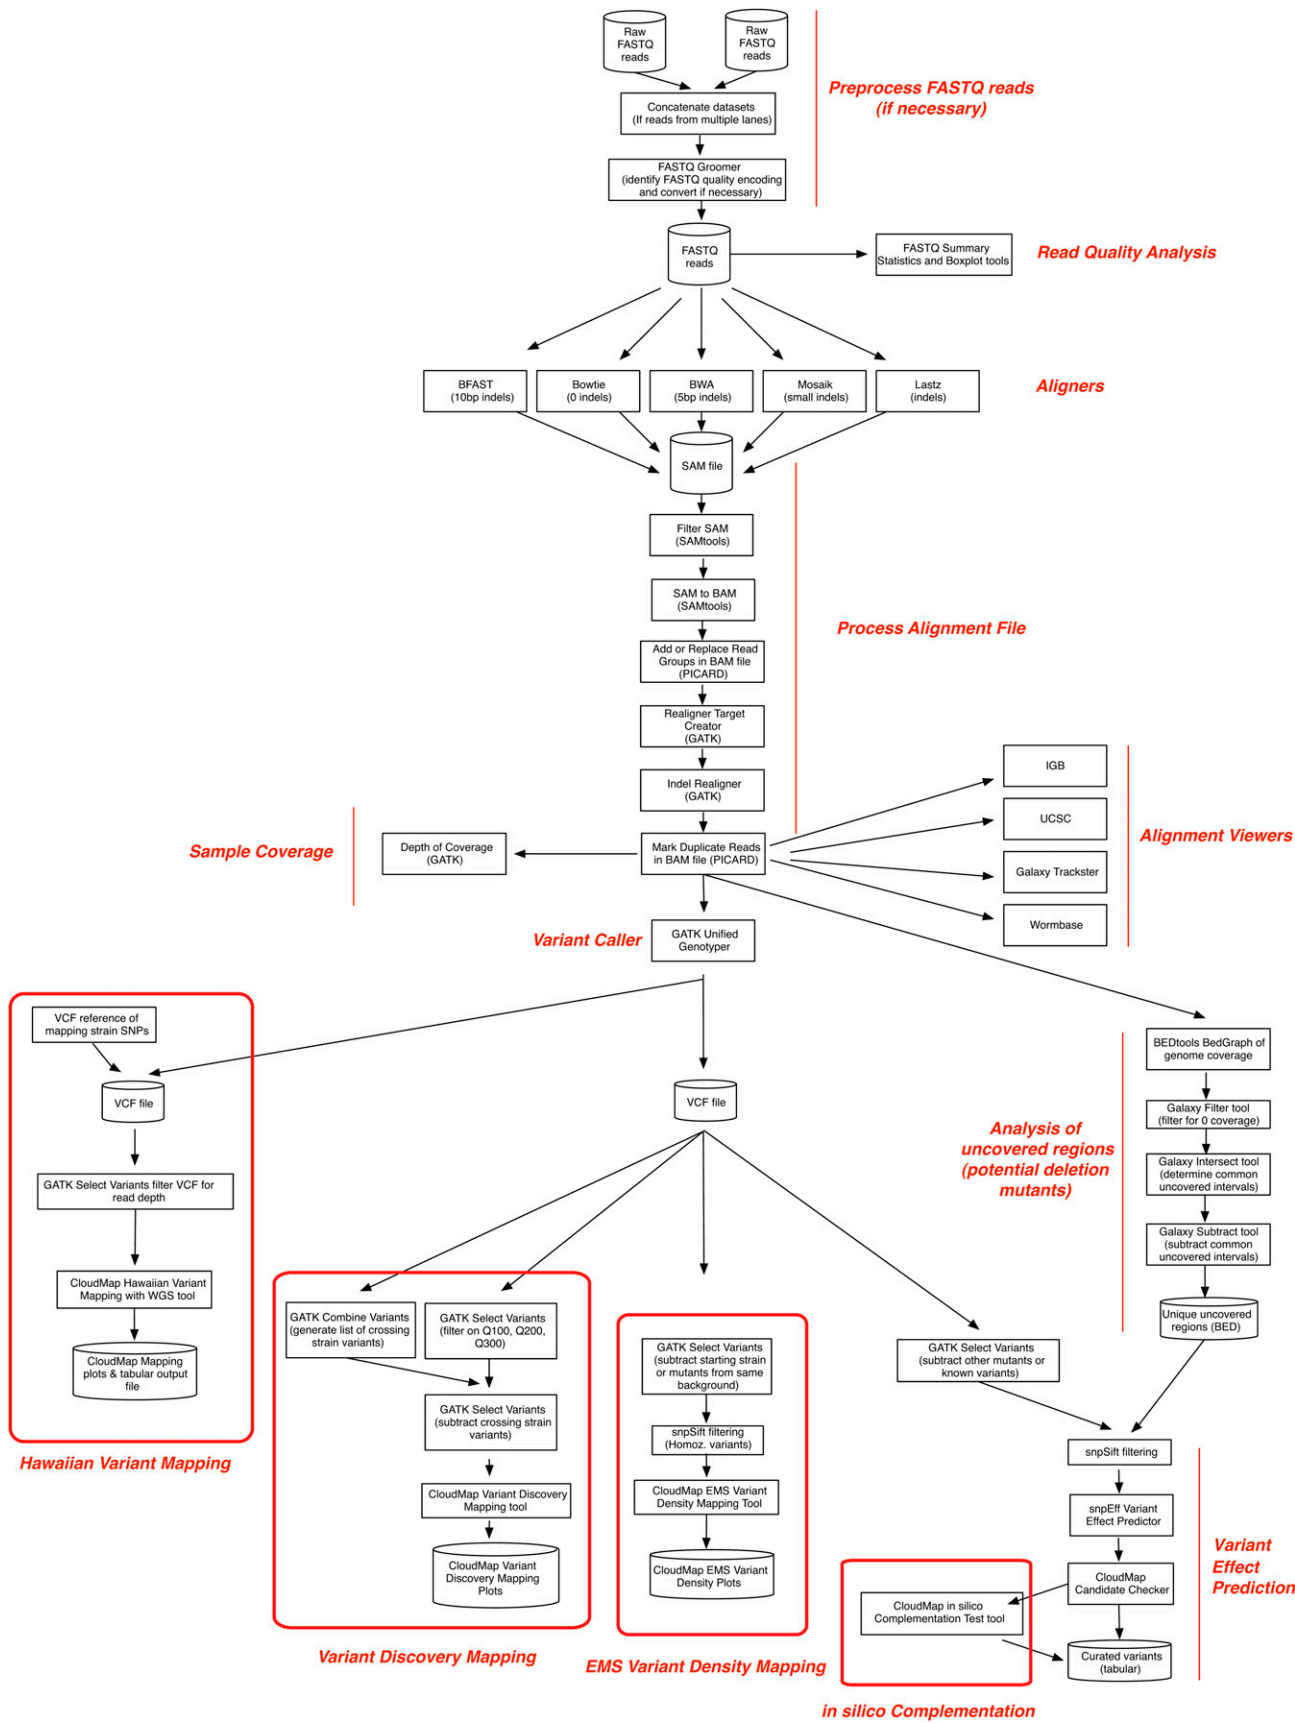 Raw
FASTQ
reads
Raw
FASTQ
reads
Preprocess FASTQ reads
(if necessary)
Concatenate datasets
(If reads from multiple lanes)
FASTQ Groomer
(identify FASTQ quality encoding
and convert if necessary)
FASTQ
reads
FASTQ Summary
Statistics and Boxplot tools
Read Quality Analysis
BFAST
(10bp indels)
Bowtie
(0 indels)
BWA
(5bp indels)
Mosaik
(small indels)
Lastz
(indels)
Aligners
SAM file
Filter SAM
(SAMtools)
SAM to BAM
(SAMtools)
Process Alignment File
Add or Replace Read
Groups in BAM file
(PICARD)
Realigner Target
Creator
(GATK)
Indel Realigner
(GATK)
IGB
UCSC
Galaxy Trackster
Wormbase
Alignment Viewers
Sample Coverage
Depth of Coverage
(GATK)
Mark Duplicate Reads
in BAM file (PICARD)
Variant Caller
GATK Unified
Genotyper
VCF reference of
mapping strain SNPs
VCF file
GATK Select Variants filter VCF for
read depth
CloudMap Hawaiian Variant
Mapping with WGS tool
CloudMap Mapping
plots & tabular output
file
Hawaiian Variant Mapping
VCF file
Analysis of
uncovered regions
(potential deletion
mutants)
BEDtools BedGraph of
genome coverage
Galaxy Filter tool
(filter for 0 coverage)
Galaxy Intersect tool
(determine common
uncovered intervals)
Galaxy Subtract tool
(subtract common
uncovered intervals)
Unique uncovered
regions (BED)
GATK Combine Variants
(generate list of crossing
strain variants)
GATK Select Variants
(filter on Q100, Q200,
Q300)
GATK Select Variants
(subtract crossing strain
variants)
CloudMap Variant Discovery
Mapping tool
CloudMap Variant
Discovery Mapping
Plots
Variant Discovery Mapping
GATK Select Variants
(subtract starting strain
or mutants from same
background)
snpSift filtering
(Homoz. variants)
CloudMap EMS Variant
Density Mapping Tool
CloudMap EMS Variant
Density Plots
EMS Variant Density Mapping
GATK Select Variants
(subtract other mutants or
known variants)
snpSift filtering
snpEff Variant
Effect Predictor
CloudMap
Candidate Checker
Variant
Effect
Prediction
CloudMap in silico
Complementation Test tool
Curated variants
(tabular)
in silico Complementation